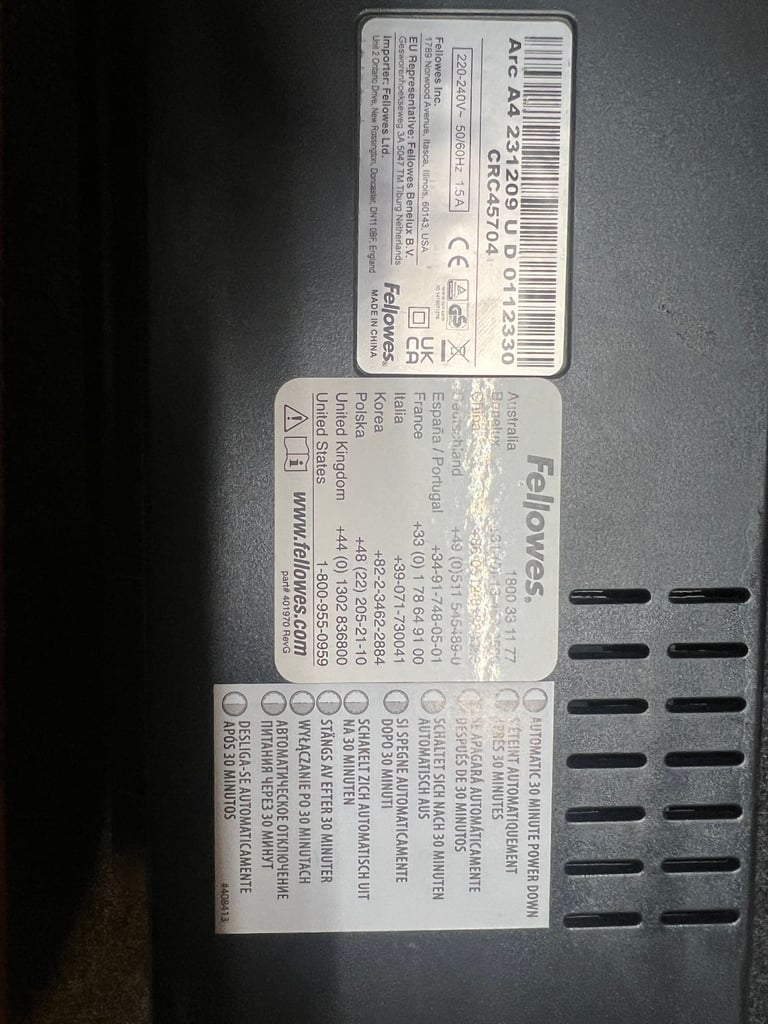 Arc A4 231209 U D 0112330
CRC45704
220-240V~ 50/60Hz 1.5 A
CE
GS
Fellowes Inc.
1789 Norwood Avenue, Itasca, Illinois, 60143, USA
EU Representative: Fellowes Benelux B.V.
Gesworenhoekseweg 3A 5047 TM Tilburg Netherlands
UK
CA
Importer: Fellowes Ltd.
Unit 2 Ontario Drive, New Rossington, Doncaster, DN11 0BF, England
Fellowes®
MADE IN CHINA
Fellowes®
Australia 1800 33 11 77
Benelux
China
Deutschland +49 (0)511 545489-0
España / Portugal +34-91-748-05-01
France +33 (0) 1 78 64 91 00
Italia +39-071-730041
Korea +82-2-3462-2884
Polska +48 (22) 205-21-10
United Kingdom +44 (0) 1302 836800
United States 1-800-955-0959
www.fellowes.com
part# 401970 RevG
AUTOMATIC 30 MINUTE POWER DOWN
S'ÉTEINT AUTOMATIQUEMENT
APRÈS 30 MINUTES
SE APAGARÁ AUTOMÁTICAMENTE
DESPUÉS DE 30 MINUTOS
SCHALTET SICH NACH 30 MINUTEN
AUTOMATISCH AUS
SI SPEGNE AUTOMATICAMENTE
DOPO 30 MINUTI
SCHAKELT ZICH AUTOMATISCH UIT
NA 30 MINUTEN
STÄNGS AV EFTER 30 MINUTER
WYŁĄCZANIE PO 30 MINUTACH
АВТОМАТИЧЕСКОЕ ОТКЛЮЧЕНИЕ
ПИТАНИЯ ЧЕРЕЗ 30 МИНУТ
DESLIGA-SE AUTOMATICAMENTE
APÓS 30 MINUTOS
#408413